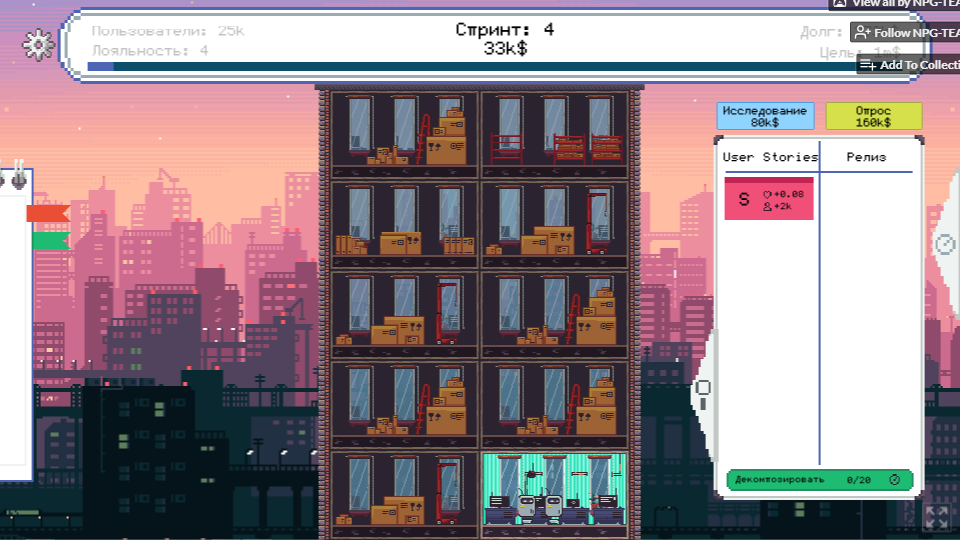 View all by NPG-TEA
Follow NPG-TEA
Add To Collecti
Пользователи: 25k
Лояльность: 4
Спринт: 4
33k$
Долг:
Цель: 1m$
Исследование
80k$
Опрос
160k$
User Stories
Релиз
S
+0.08
+2k
Декомпозировать 0/20